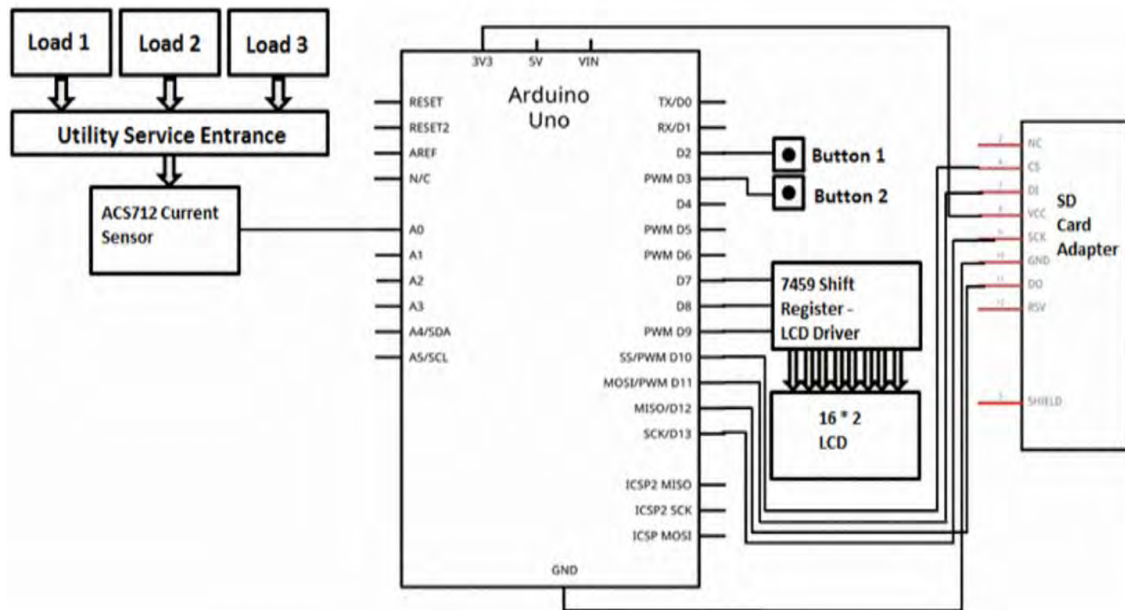 Load 1
Load 2
Load 3
Utility Service Entrance
ACS712 Current
Sensor
3V3
5V
VIN
Arduino
Uno
RESET
RESET2
AREF
N/C
A0
A1
A2
A3
A4/SDA
A5/SCL
TX/D0
RX/D1
D2
PWM D3
D4
PWM D5
PWM D6
D7
D8
PWM D9
SS/PWM D10
MOSI/PWM D11
MISO/D12
SCK/D13
ICSP2 MISO
ICSP2 SCK
ICSP MOSI
GND
Button 1
Button 2
7459 Shift
Register -
LCD Driver
16 * 2
LCD
NC
CS
DI
VCC
SCK
GND
DO
RSV
SHIELD
SD
Card
Adapter